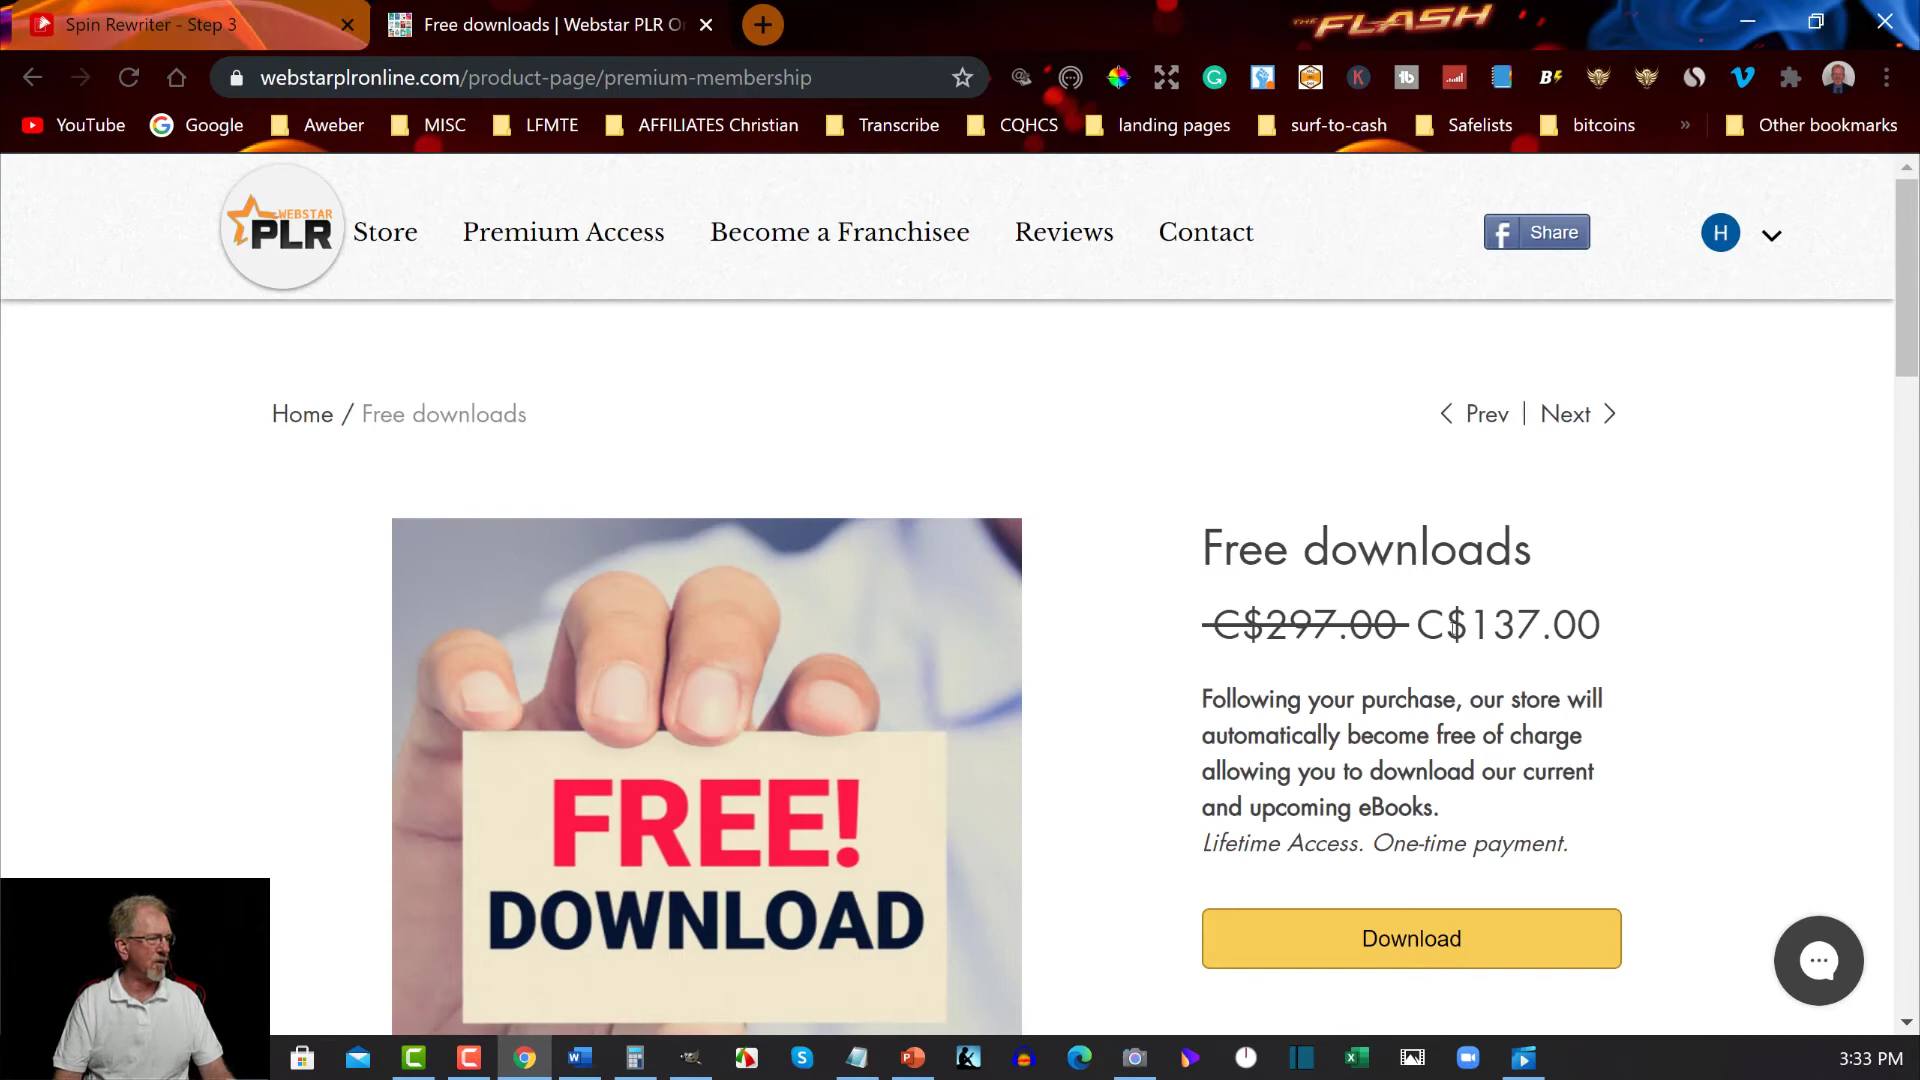 Spin Rewriter - Step 3
Free downloads | Webstar PLR O
THE FLASH
webstarplronline.com/product-page/premium-membership
YouTube
Google
Aweber
MISC
LFMTE
AFFILIATES Christian
Transcribe
CQHCS
landing pages
surf-to-cash
Safelists
bitcoins
»
Other bookmarks
WEBSTAR
PLR
Store
Premium Access
Become a Franchisee
Reviews
Contact
f Share
H
Home / Free downloads
Prev | Next
Free downloads
C$297.00 C$137.00
Following your purchase, our store will
automatically become free of charge
allowing you to download our current
and upcoming eBooks.
Lifetime Access. One-time payment.
Download
FREE!
DOWNLOAD
3:33 PM